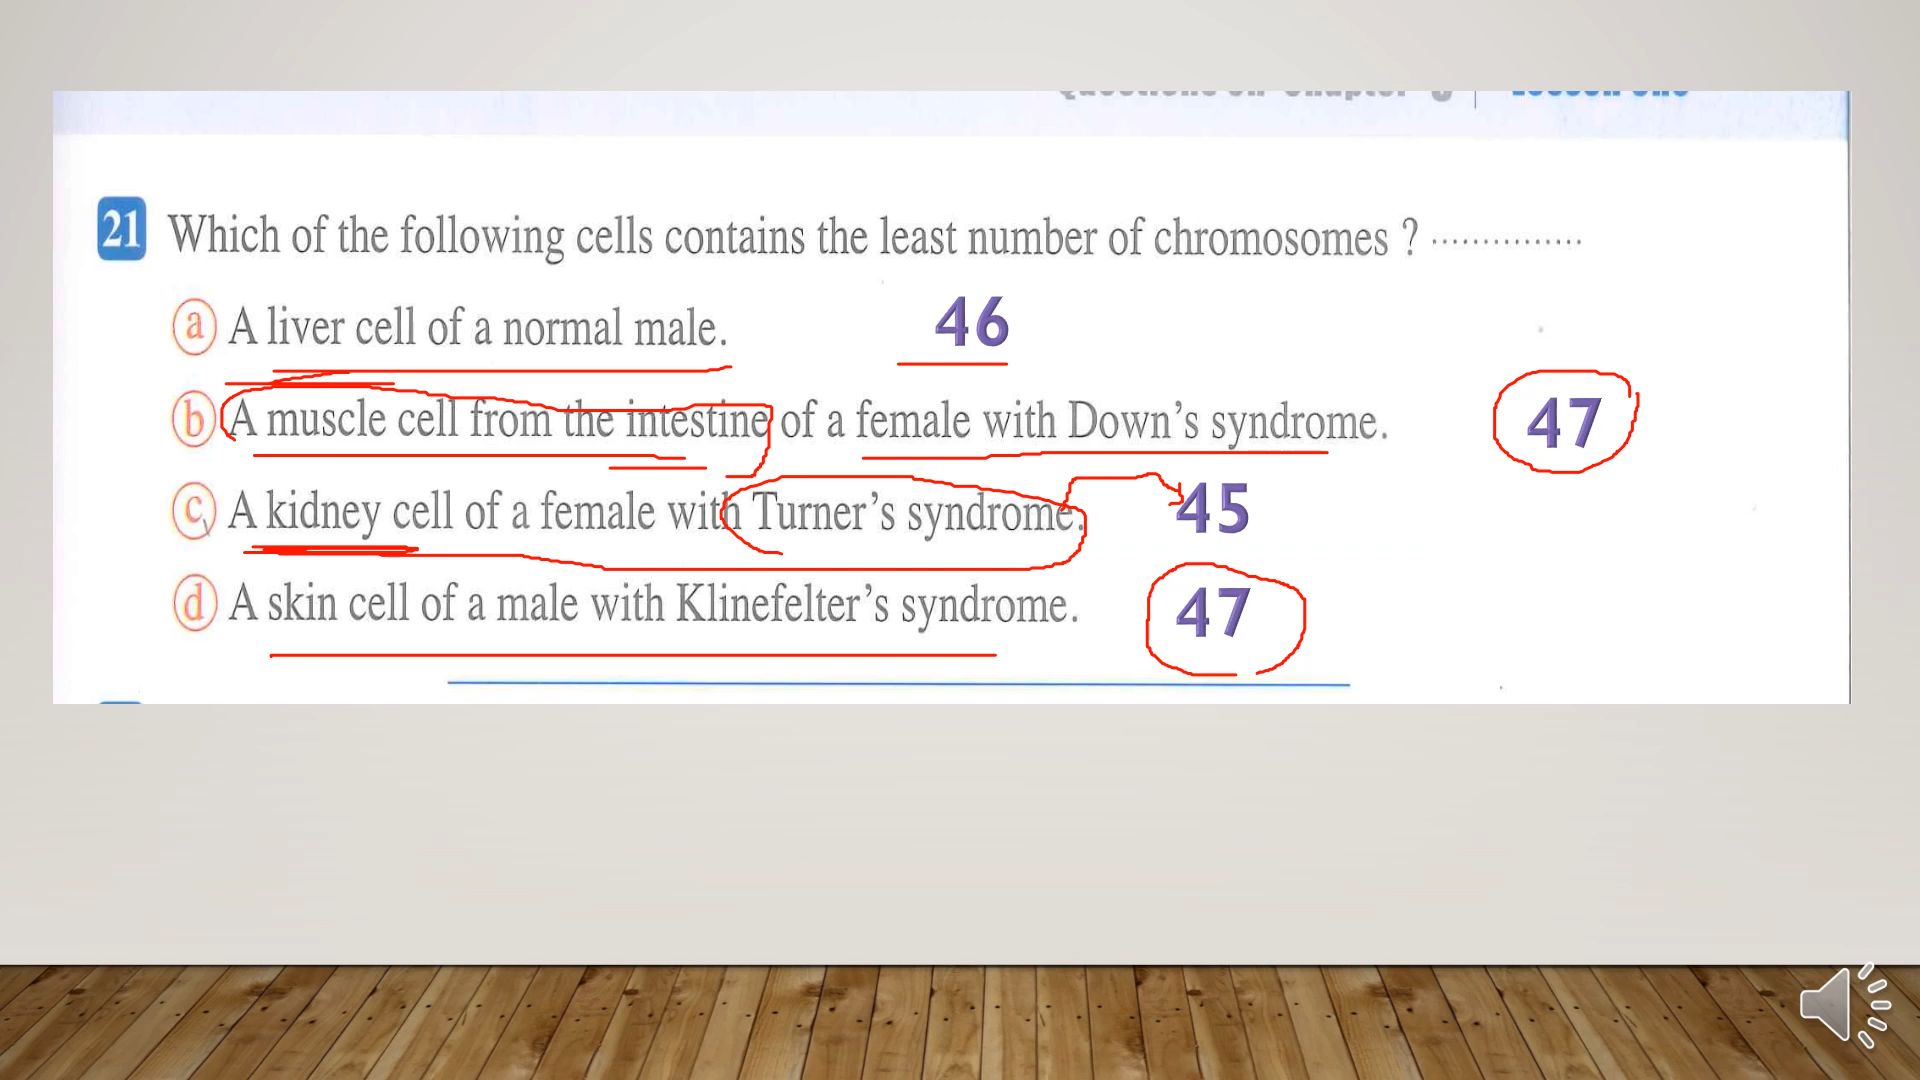 21 Which of the following cells contains the least number of chromosomes ? ...............
a A liver cell of a normal male. 46
b A muscle cell from the intestine of a female with Down's syndrome. 47
c A kidney cell of a female with Turner's syndrome. 45
d A skin cell of a male with Klinefelter's syndrome. 47